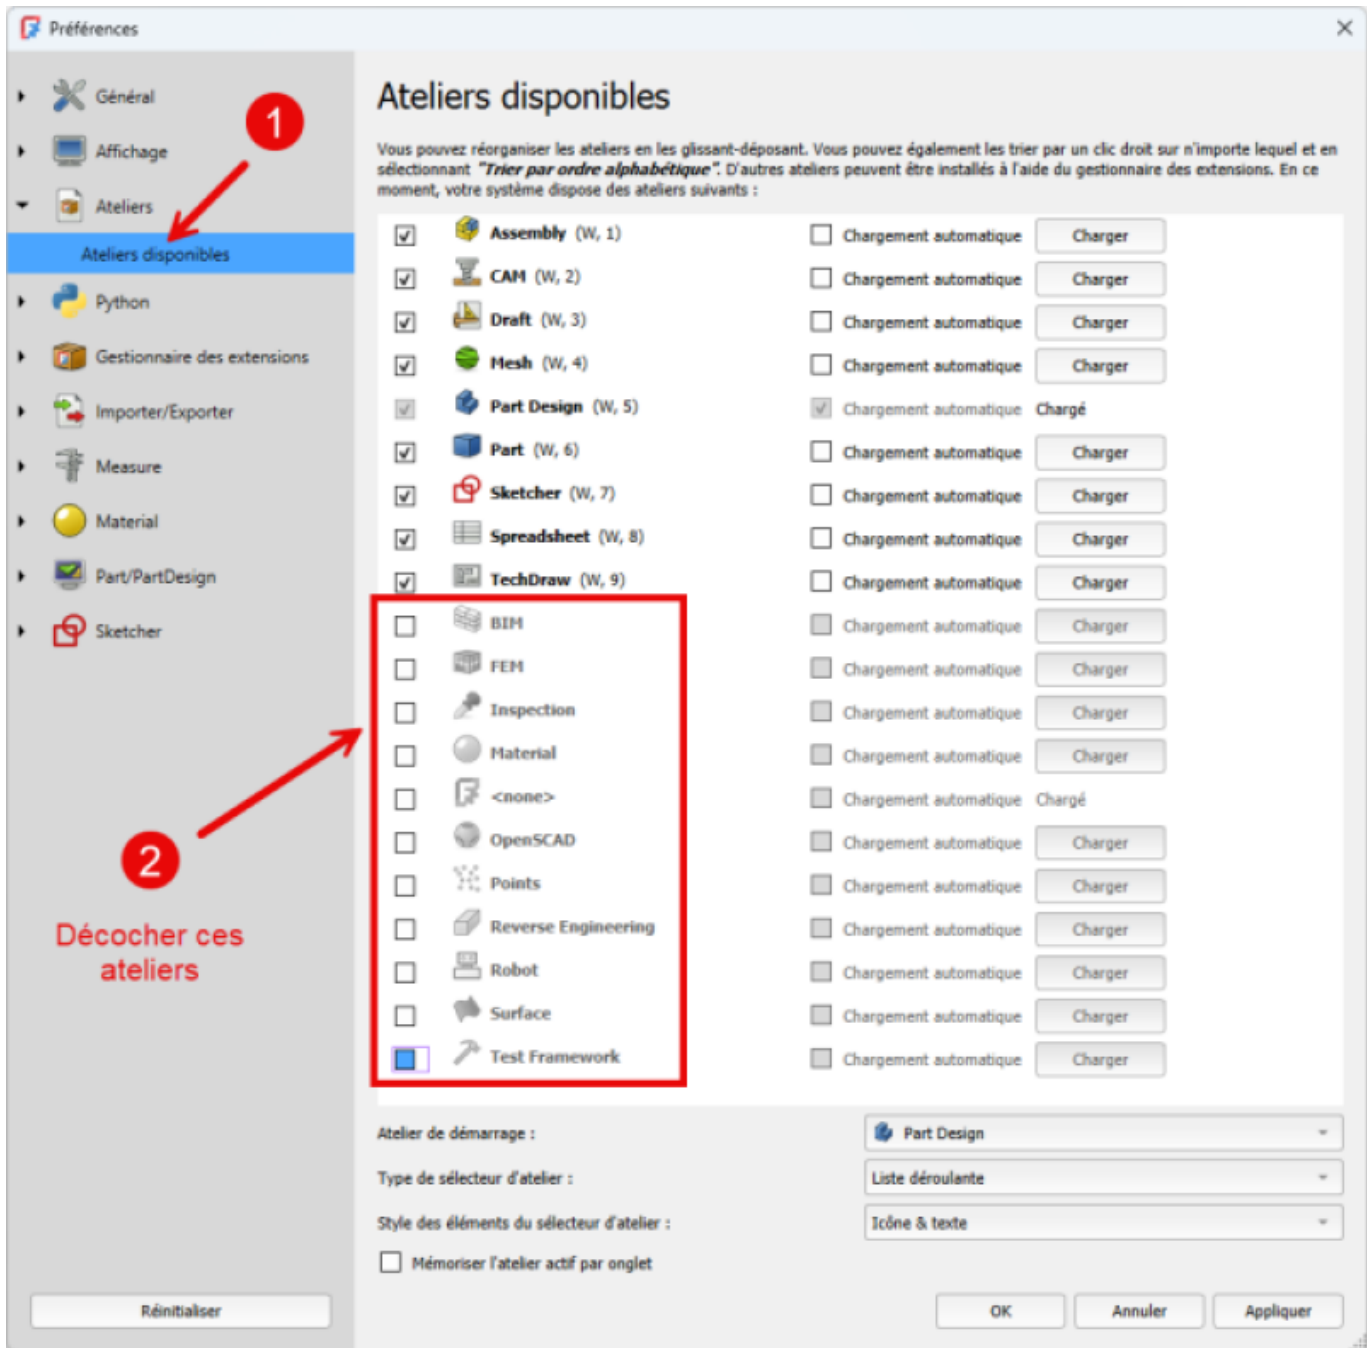 Préférences
Général
Affichage
Ateliers
Ateliers disponibles
Python
Gestionnaire des extensions
Importer/Exporter
Measure
Material
Part/PartDesign
Sketcher
1
2
Décocher ces
ateliers
Réinitialiser
Ateliers disponibles
Vous pouvez réorganiser les ateliers en les glissant-déposant. Vous pouvez également les trier par un clic droit sur n'importe lequel et en
sélectionnant "Trier par ordre alphabétique". D'autres ateliers peuvent être installés à l'aide du gestionnaire des extensions. En ce
moment, votre système dispose des ateliers suivants :
Assembly (W, 1) Chargement automatique Charger
CAM (W, 2) Chargement automatique Charger
Draft (W, 3) Chargement automatique Charger
Mesh (W, 4) Chargement automatique Charger
Part Design (W, 5) Chargement automatique Chargé
Part (W, 6) Chargement automatique Charger
Sketcher (W, 7) Chargement automatique Charger
Spreadsheet (W, 8) Chargement automatique Charger
TechDraw (W, 9) Chargement automatique Charger
BIM Chargement automatique Charger
FEM Chargement automatique Charger
Inspection Chargement automatique Charger
Material Chargement automatique Charger
<none> Chargement automatique Chargé
OpenSCAD Chargement automatique Charger
Points Chargement automatique Charger
Reverse Engineering Chargement automatique Charger
Robot Chargement automatique Charger
Surface Chargement automatique Charger
Test Framework Chargement automatique Charger
Atelier de démarrage : Part Design
Type de sélecteur d'atelier : Liste déroulante
Style des éléments du sélecteur d'atelier : Icône & texte
Mémoriser l'atelier actif par onglet
OK Annuler Appliquer